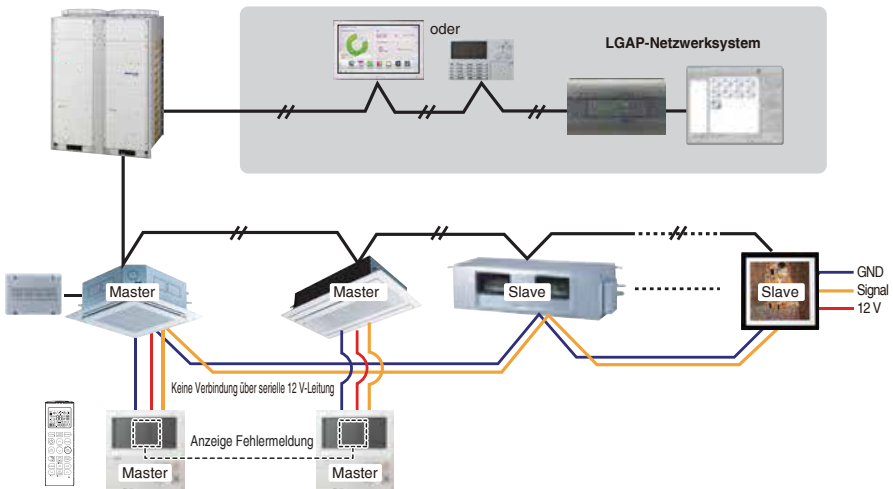 oder
LGAP-Netzwerksystem
Master
Master
Slave
Slave
GND
Signal
12 V
Keine Verbindung über serielle 12 V-Leitung
Anzeige Fehlermeldung
Master
Master